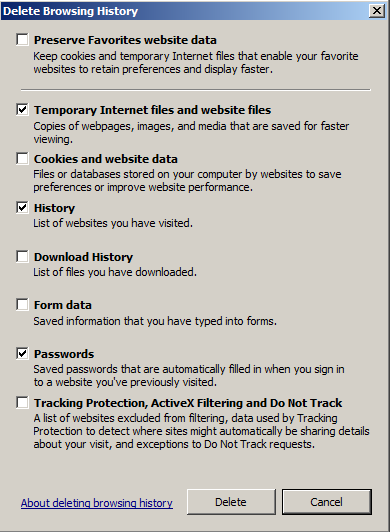 Delete Browsing History
Preserve Favorites website data
Keep cookies and temporary Internet files that enable your favorite
websites to retain preferences and display faster.
Temporary Internet files and website files
Copies of webpages, images, and media that are saved for faster
viewing.
Cookies and website data
Files or databases stored on your computer by websites to save
preferences or improve website performance.
History
List of websites you have visited.
Download History
List of files you have downloaded.
Form data
Saved information that you have typed into forms.
Passwords
Saved passwords that are automatically filled in when you sign in
to a website you've previously visited.
Tracking Protection, ActiveX Filtering and Do Not Track
A list of websites excluded from filtering, data used by Tracking
Protection to detect where sites might automatically be sharing details
about your visit, and exceptions to Do Not Track requests.
About deleting browsing history
Delete
Cancel